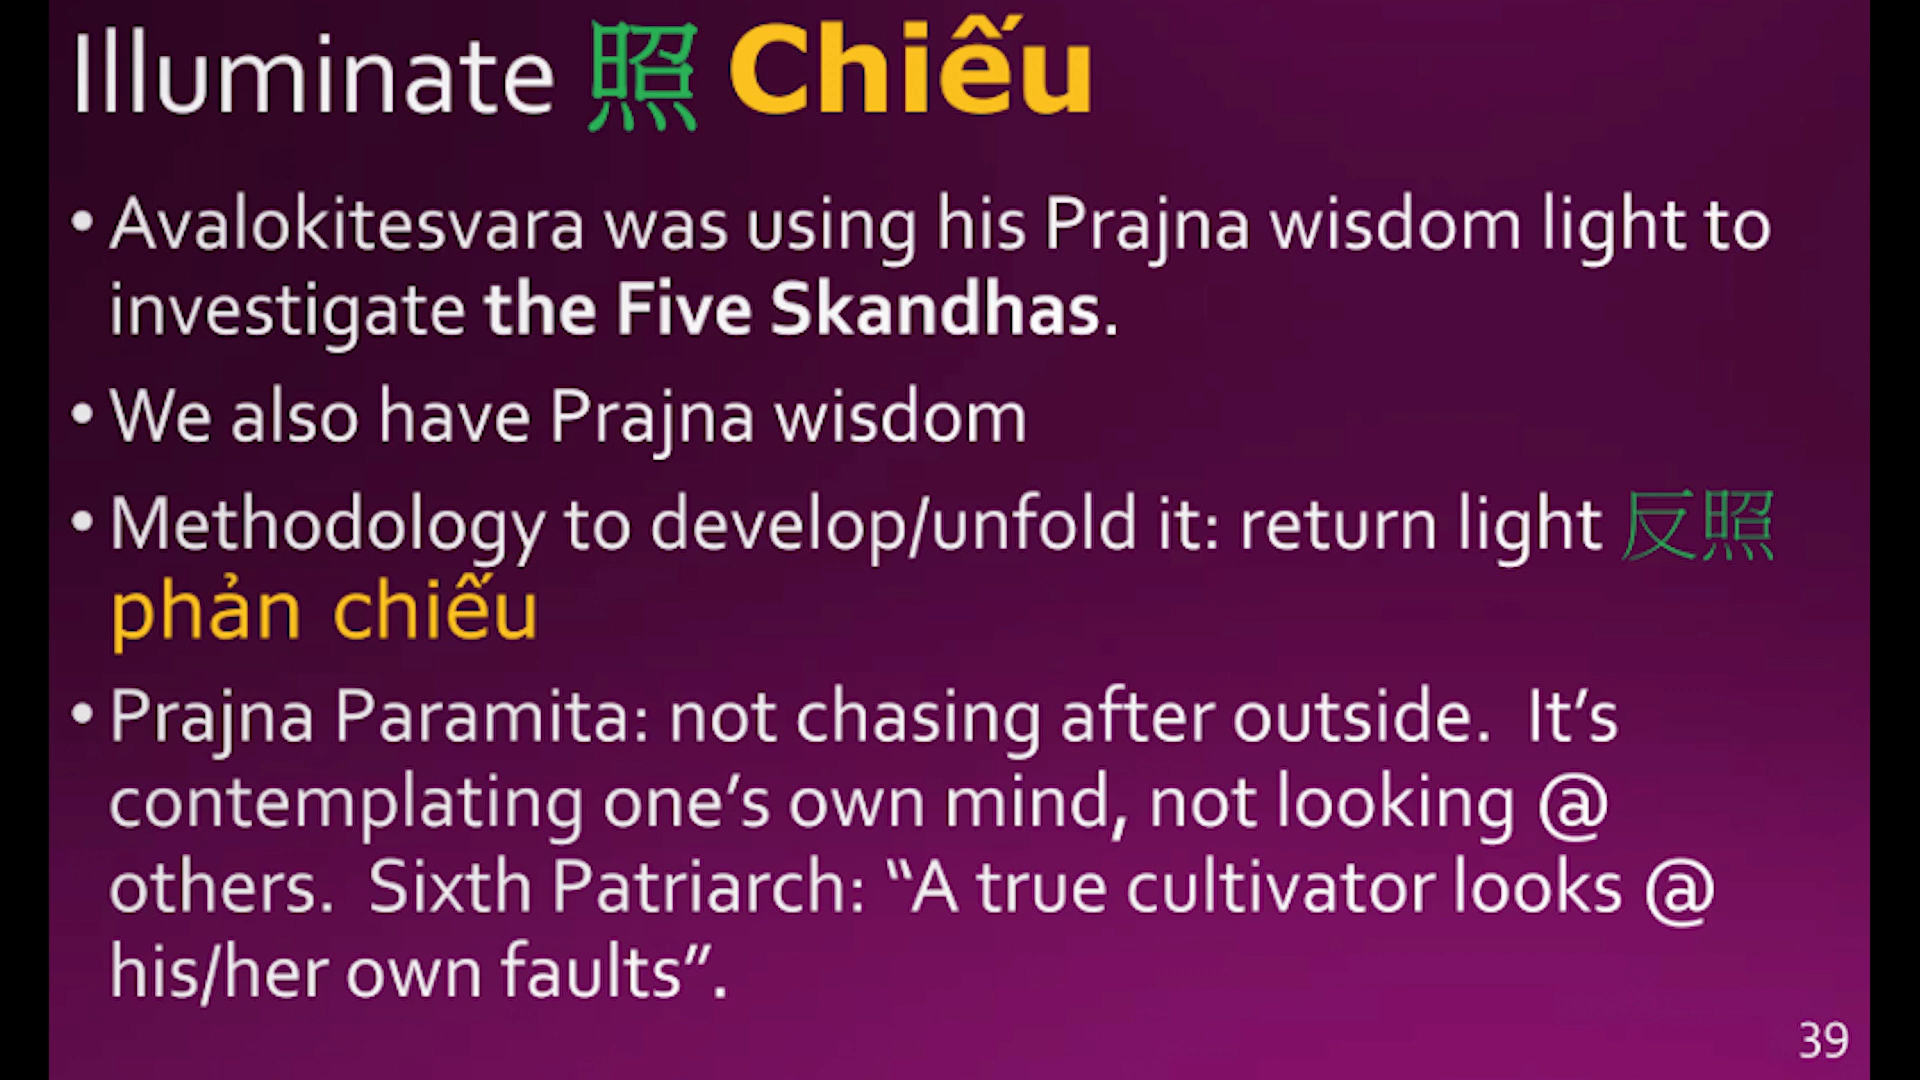 Illuminate 照 Chiếu
• Avalokitesvara was using his Prajna wisdom light to
investigate the Five Skandhas.
• We also have Prajna wisdom
• Methodology to develop/unfold it: return light 反照
phản chiếu
• Prajna Paramita: not chasing after outside.  It’s
contemplating one’s own mind, not looking @
others.  Sixth Patriarch: “A true cultivator looks @
his/her own faults”.
39